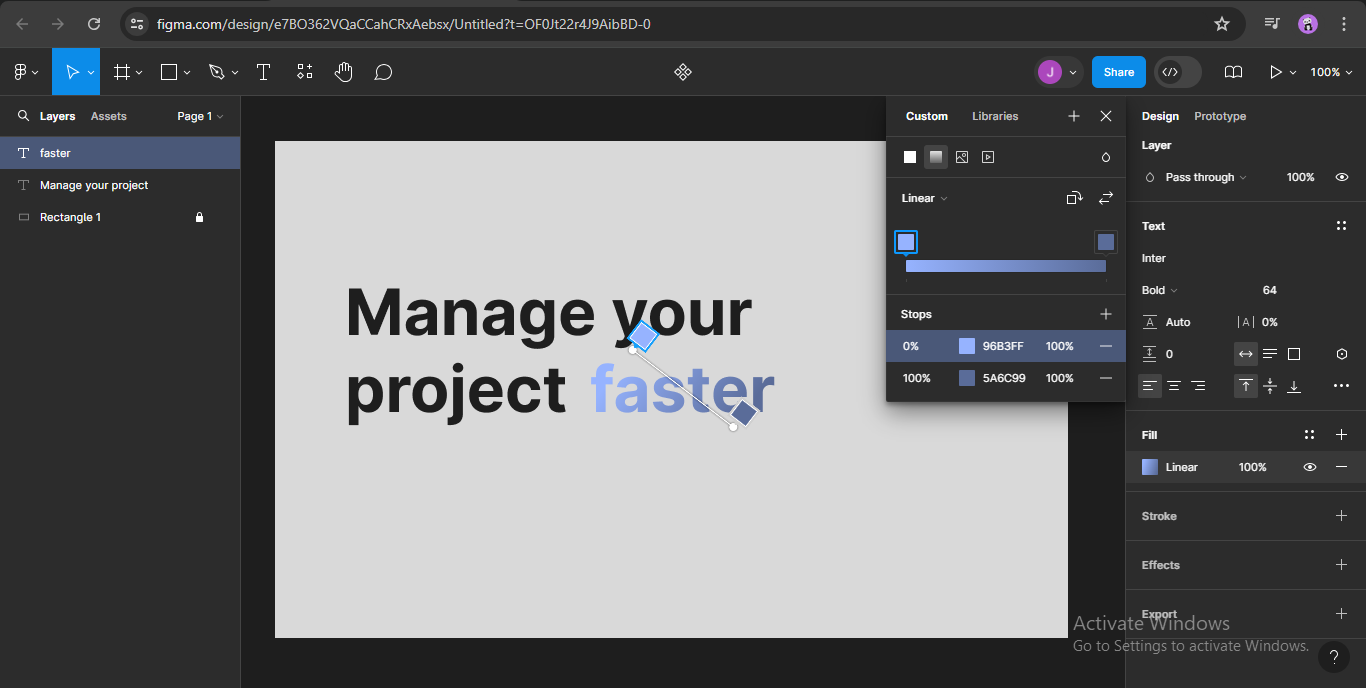 figma.com/design/e7BO362VQaCCahCRxAebsx/Untitled?t=OF0Jt22r4J9AibBD-0
J
Share
100%
Layers Assets Page 1
faster
Manage your project
Rectangle 1
Manage your
project faster
Custom Libraries
Linear
Stops
0% 96B3FF 100%
100% 5A6C99 100%
Design Prototype
Layer
Pass through 100%
Text
Inter
Bold 64
Auto 0%
0
Fill
Linear 100%
Stroke
Effects
Export
Activate Windows
Go to Settings to activate Windows.
?